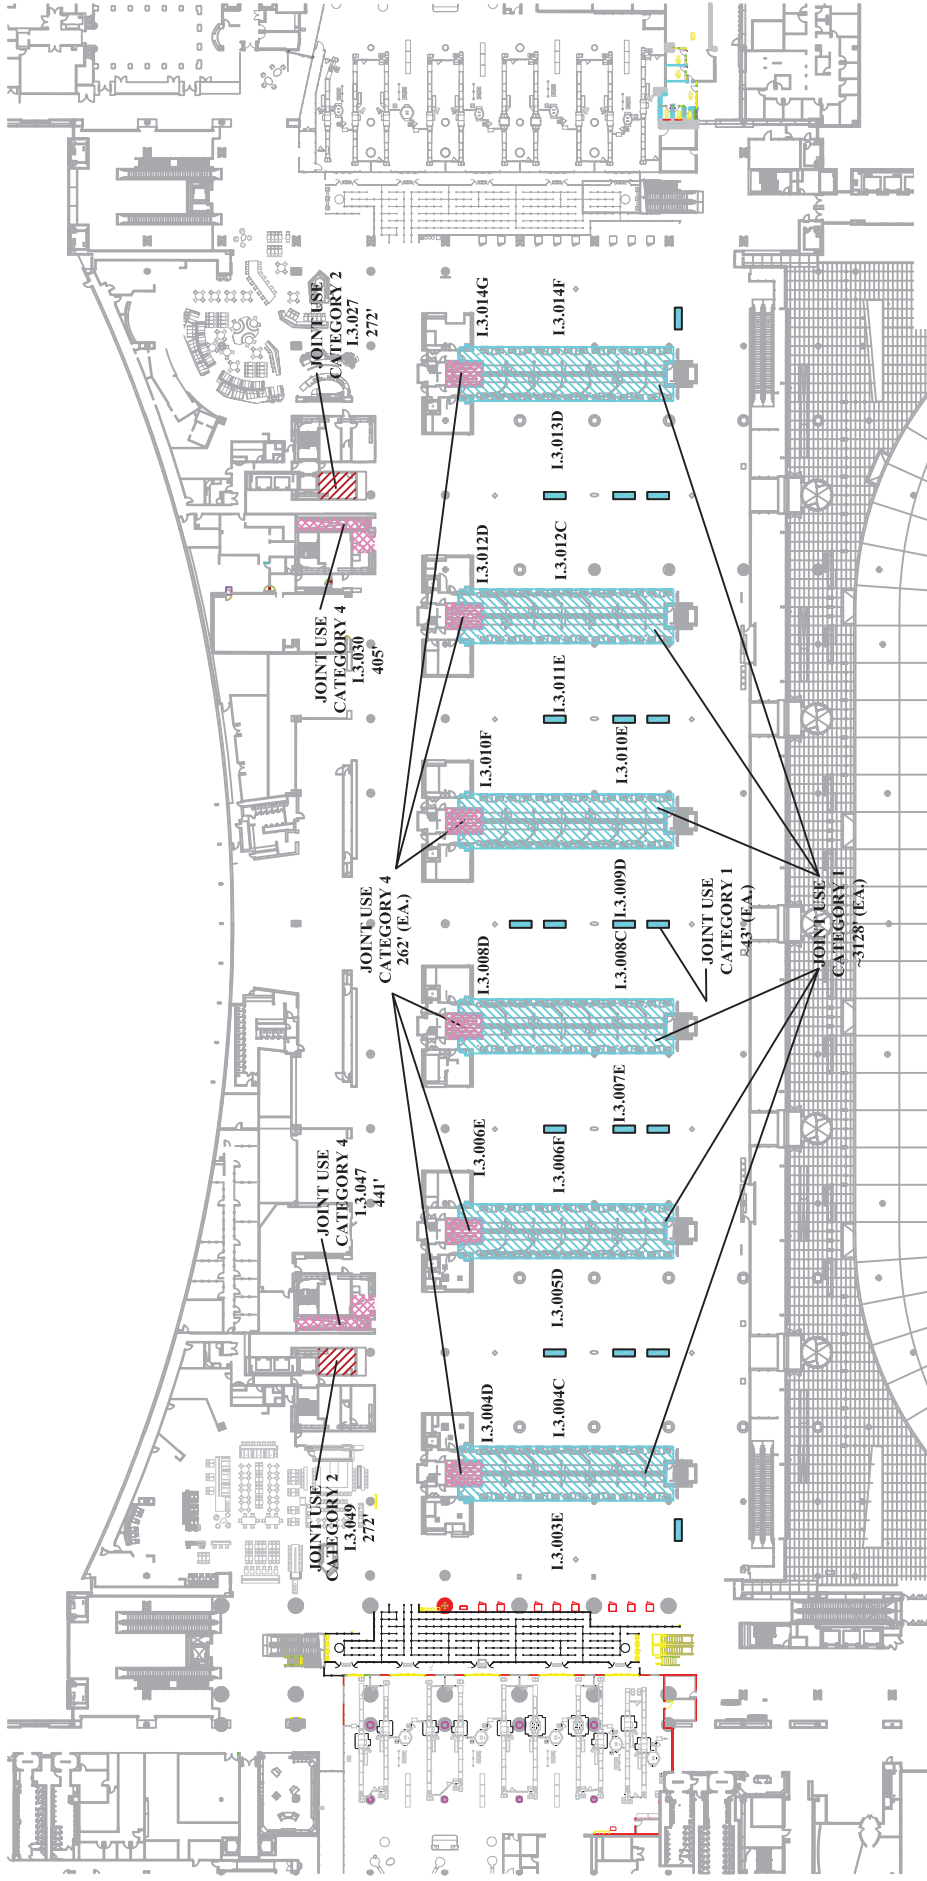 JOINT USE
CATEGORY 2
I.3.027
272'
I.3.014G
I.3.014F
I.3.013D
JOINT USE
CATEGORY 4
I.3.030
405'
I.3.012D
I.3.012C
I.3.011E
I.3.010F
I.3.010E
JOINT USE
CATEGORY 4
262' (EA.)
I.3.009D
JOINT USE
CATEGORY 1
~43' (EA.)
JOINT USE
CATEGORY 1
~3128' (EA.)
I.3.008D
I.3.008C
I.3.007E
JOINT USE
CATEGORY 4
1.3.047
441'
I.3.006E
I.3.006F
I.3.005D
I.3.004D
I.3.004C
JOINT USE
CATEGORY 2
I.3.049
272'
I.3.003E